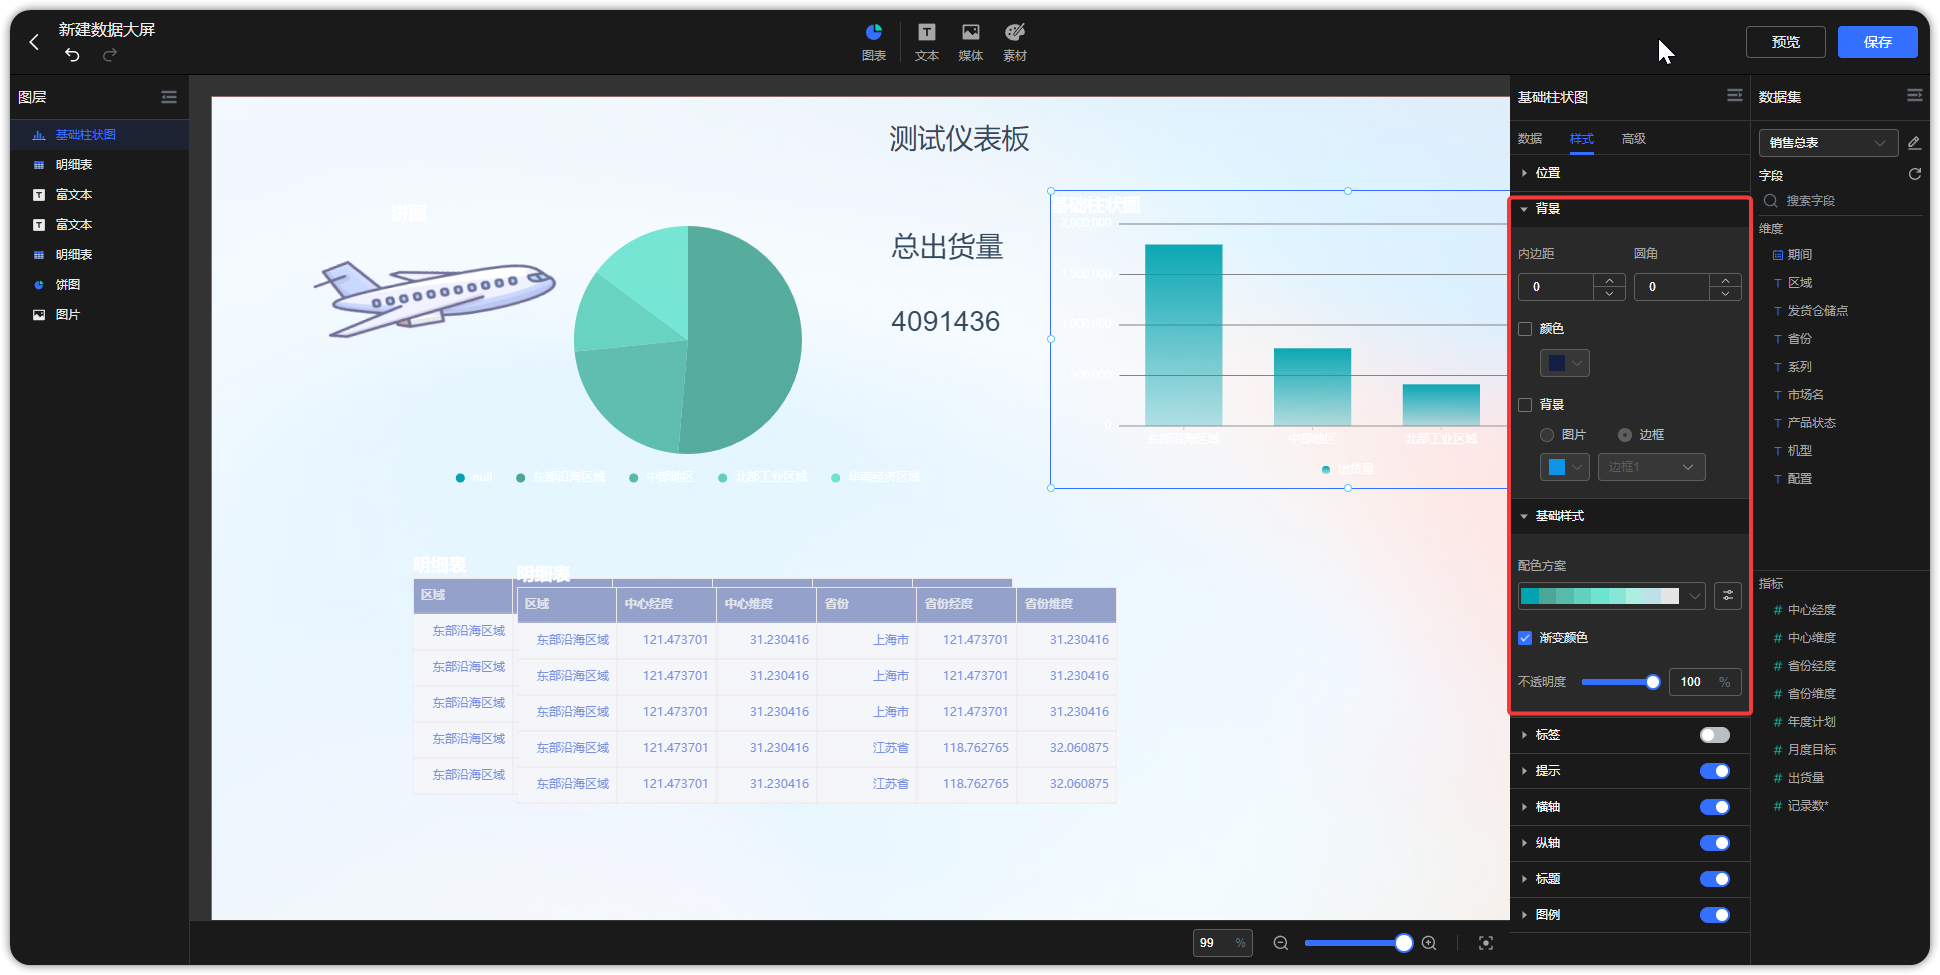 新建数据大屏
图表
文本
媒体
素材
预览
保存
图层
基础柱状图
明细表
富文本
富文本
明细表
饼图
图片
测试仪表板
饼图
总出货量
4091436
null
东部沿海区域
中部地区
北部工业区域
华南经济区域
基础柱状图
2,000,000
1,500,000
1,000,000
500,000
0
东部沿海区域
中部地区
北部工业区域
出货量
明细表
区域
东部沿海区域
东部沿海区域
东部沿海区域
东部沿海区域
东部沿海区域
明细表
区域 中心经度 中心维度 省份 省份经度 省份维度
东部沿海区域 121.473701 31.230416 上海市 121.473701 31.230416
东部沿海区域 121.473701 31.230416 上海市 121.473701 31.230416
东部沿海区域 121.473701 31.230416 上海市 121.473701 31.230416
东部沿海区域 121.473701 31.230416 江苏省 118.762765 32.060875
东部沿海区域 121.473701 31.230416 江苏省 118.762765 32.060875
99 %
基础柱状图
数据 样式 高级
位置
背景
内边距 圆角
0 0
颜色
背景
图片 边框
边框1
基础样式
配色方案
渐变颜色
不透明度 100 %
标签
提示
横轴
纵轴
标题
图例
数据集
销售总表
字段
搜索字段
维度
期间
T 区域
T 发货仓储点
T 省份
T 系列
T 市场名
T 产品状态
T 机型
T 配置
指标
# 中心经度
# 中心维度
# 省份经度
# 省份维度
# 年度计划
# 月度目标
# 出货量
# 记录数*